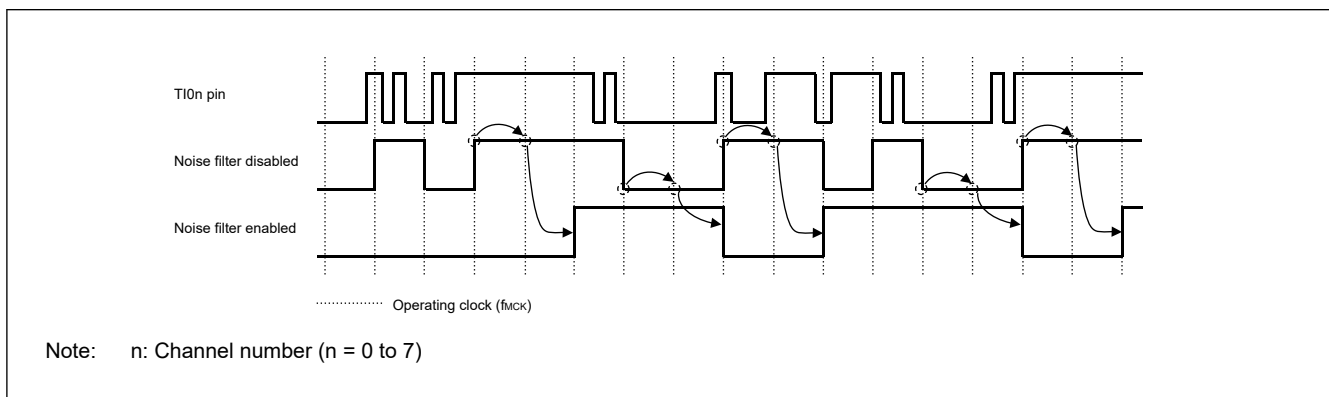 TI0n pin
Noise filter disabled
Noise filter enabled
Operating clock (fMCK)
Note: n: Channel number (n = 0 to 7)